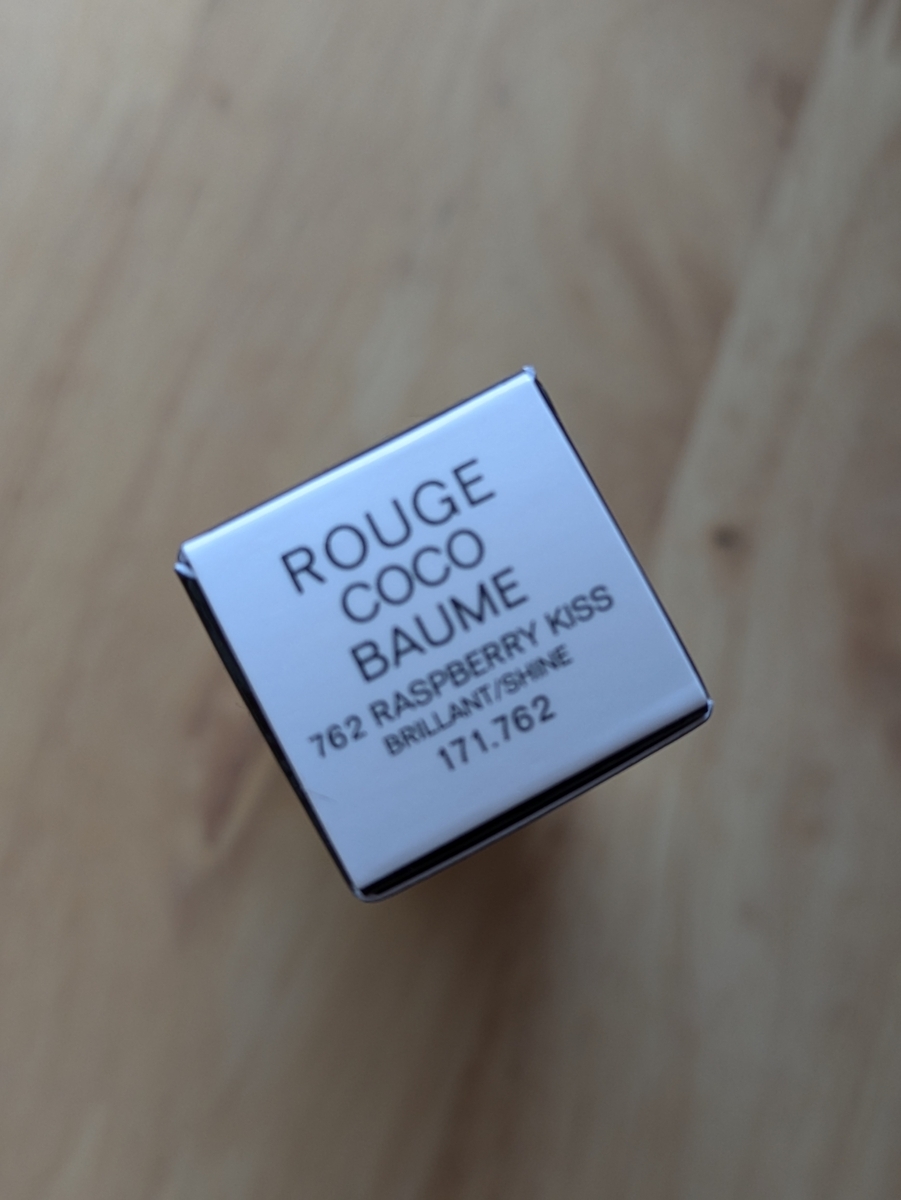 ROUGE
COCO
BAUME
762 RASPBERRY KISS
BRILLANT/SHINE
171.762